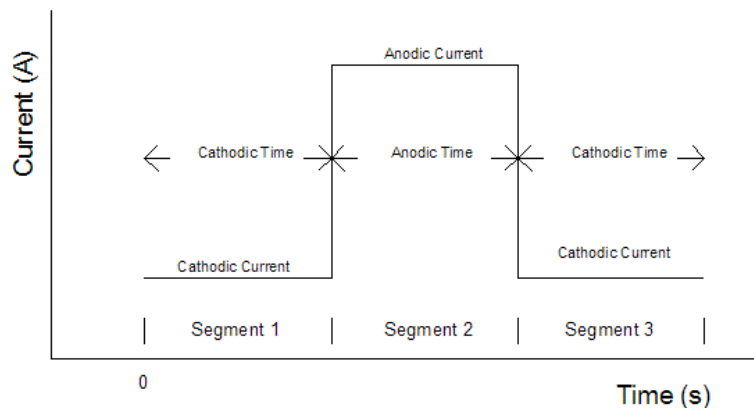 Current (A)
Anodic Current
Cathodic Time
Anodic Time
Cathodic Time
Cathodic Current
Cathodic Current
Segment 1
Segment 2
Segment 3
0
Time (s)